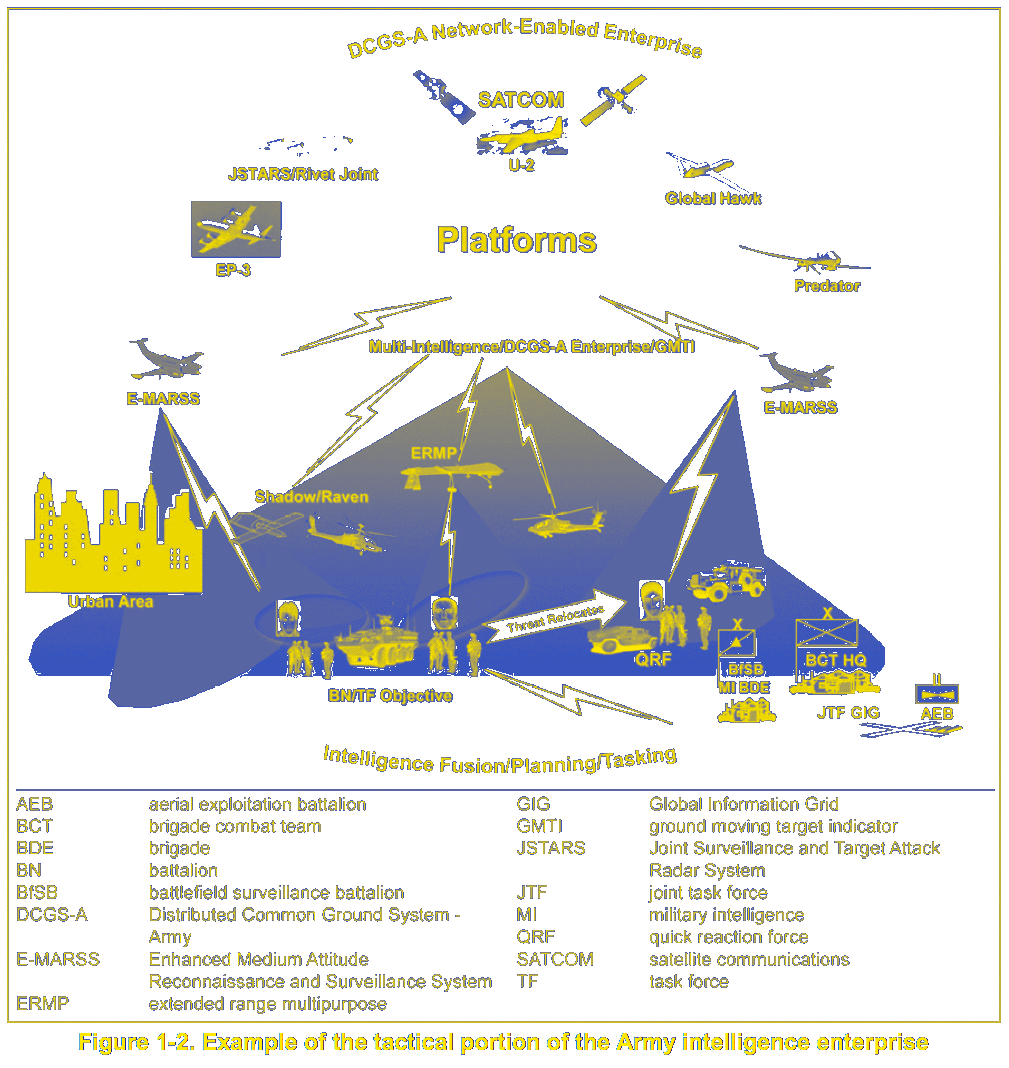 DCGS-A Network-Enabled Enterprise
SATCOM
U-2
JSTARS/Rivet Joint
Global Hawk
Platforms
EP-3
Predator
Multi-Intelligence/DCGS-A Enterprise/GMTI
E-MARSS
E-MARSS
ERMP
Shadow/Raven
Urban Area
Threat Relocates
X
X
QRF
BfSB
MI BDE
BCT HQ
BN/TF Objective
JTF GIG
AEB
Intelligence Fusion/Planning/Tasking
AEB aerial exploitation battalion
BCT brigade combat team
BDE brigade
BN battalion
BfSB battlefield surveillance battalion
DCGS-A Distributed Common Ground System -
Army
E-MARSS Enhanced Medium Attitude
Reconnaissance and Surveillance System
ERMP extended range multipurpose
GIG Global Information Grid
GMTI ground moving target indicator
JSTARS Joint Surveillance and Target Attack
Radar System
JTF joint task force
MI military intelligence
QRF quick reaction force
SATCOM satellite communications
TF task force
Figure 1-2. Example of the tactical portion of the Army intelligence enterprise